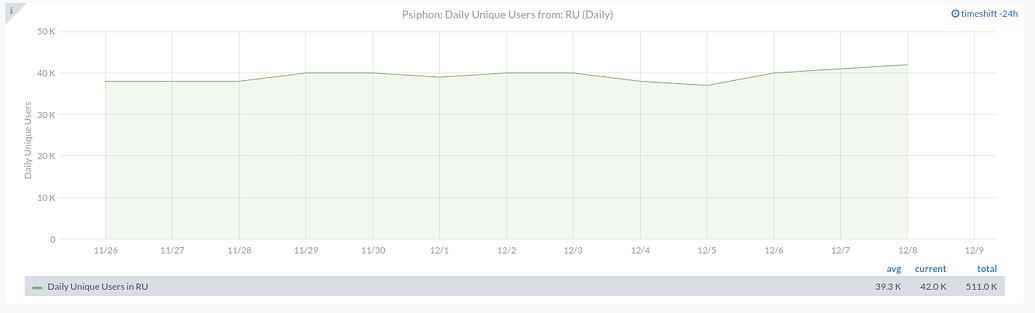 i
Psiphon: Daily Unique Users from: RU (Daily)
timeshift -24h
50 K
40 K
30 K
20 K
10 K
0
Daily Unique Users
11/26 11/27 11/28 11/29 11/30 12/1 12/2 12/3 12/4 12/5 12/6 12/7 12/8 12/9
avg current total
Daily Unique Users in RU 39.3 K 42.0 K 511.0 K